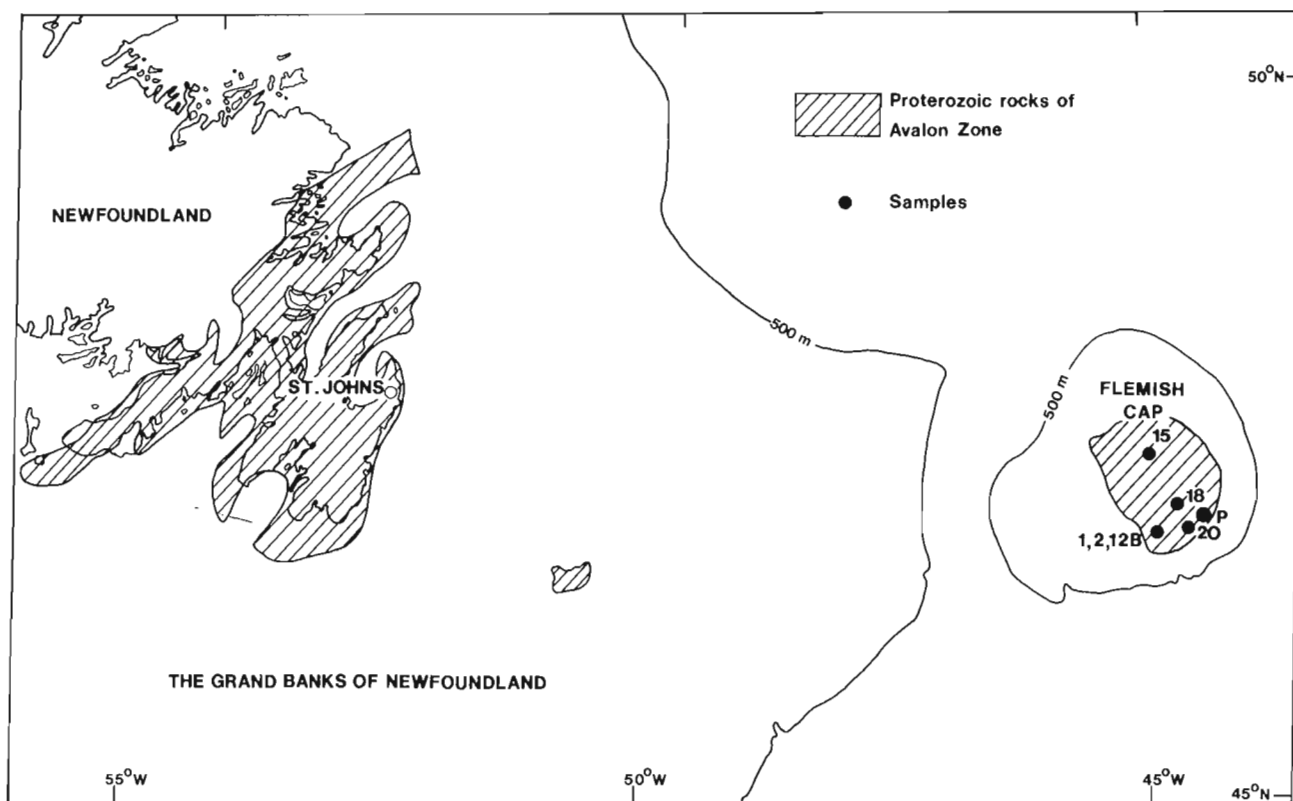 50°N
Proterozoic rocks of
Avalon Zone
Samples
NEWFOUNDLAND
500 m
ST. JOHNS
500 m
FLEMISH
CAP
15
18
P
20
1, 2, 12B
THE GRAND BANKS OF NEWFOUNDLAND
55°W
50°W
45°W
45°N